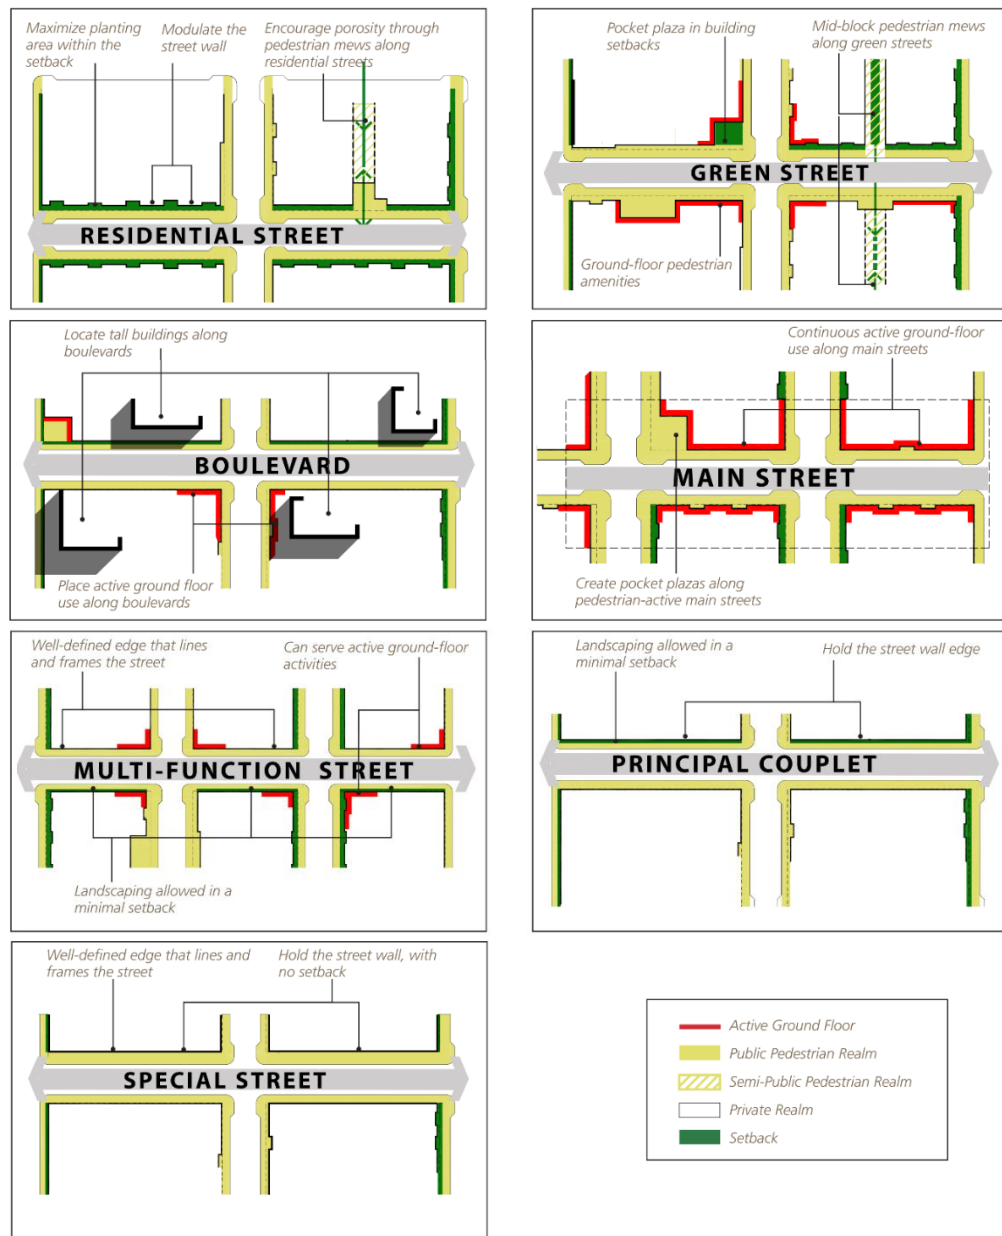 Maximize planting
area within the
setback
Modulate the
street wall
Encourage porosity through
pedestrian mews along
residential streets
RESIDENTIAL STREET
Pocket plaza in building
setbacks
Mid-block pedestrian mews
along green streets
GREEN STREET
Ground-floor pedestrian
amenities
Locate tall buildings along
boulevards
BOULEVARD
Place active ground floor
use along boulevards
Continuous active ground-floor
use along main streets
MAIN STREET
Create pocket plazas along
pedestrian-active main streets
Well-defined edge that lines
and frames the street
Can serve active ground-floor
activities
MULTI-FUNCTION STREET
Landscaping allowed in a
minimal setback
Landscaping allowed in a
minimal setback
Hold the street wall edge
PRINCIPAL COUPLET
Well-defined edge that lines and
frames the street
Hold the street wall, with
no setback
SPECIAL STREET
Active Ground Floor
Public Pedestrian Realm
Semi-Public Pedestrian Realm
Private Realm
Setback